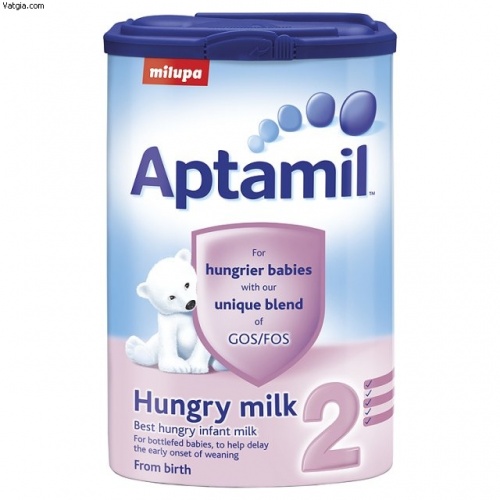 Vatgia.com
milupa
Aptamil™
For
hungrier babies
with our
unique blend
of
GOS/FOS
Hungry milk 2
Best hungry infant milk
For bottlefed babies, to help delay
the early onset of weaning
From birth